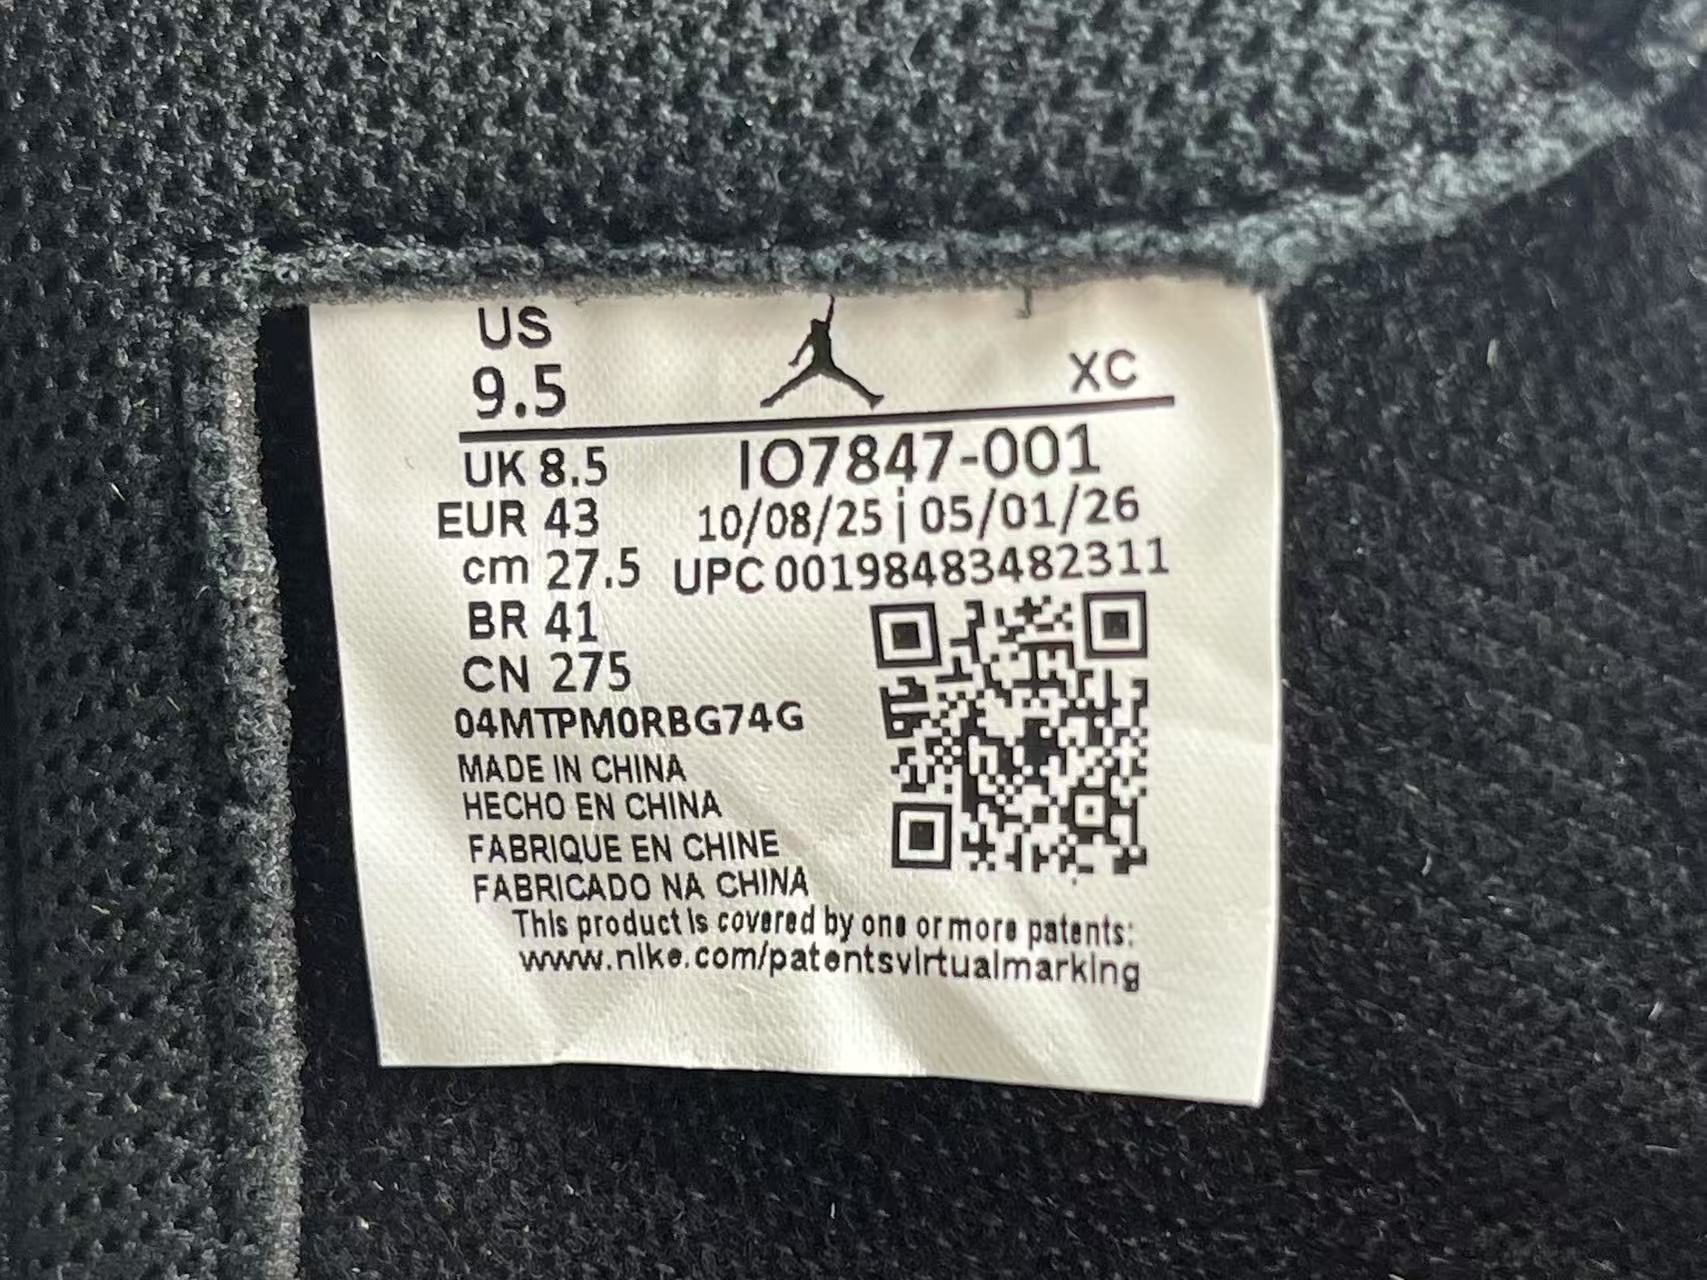 US
9.5
XC
UK 8.5
IO7847-001
EUR 43
10/08/25 | 05/01/26
cm 27.5
UPC 00198483482311
BR 41
CN 275
04MTPM0RBG74G
MADE IN CHINA
HECHO EN CHINA
FABRIQUE EN CHINE
FABRICADO NA CHINA
This product is covered by one or more patents:
www.nike.com/patentsvirtualmarking